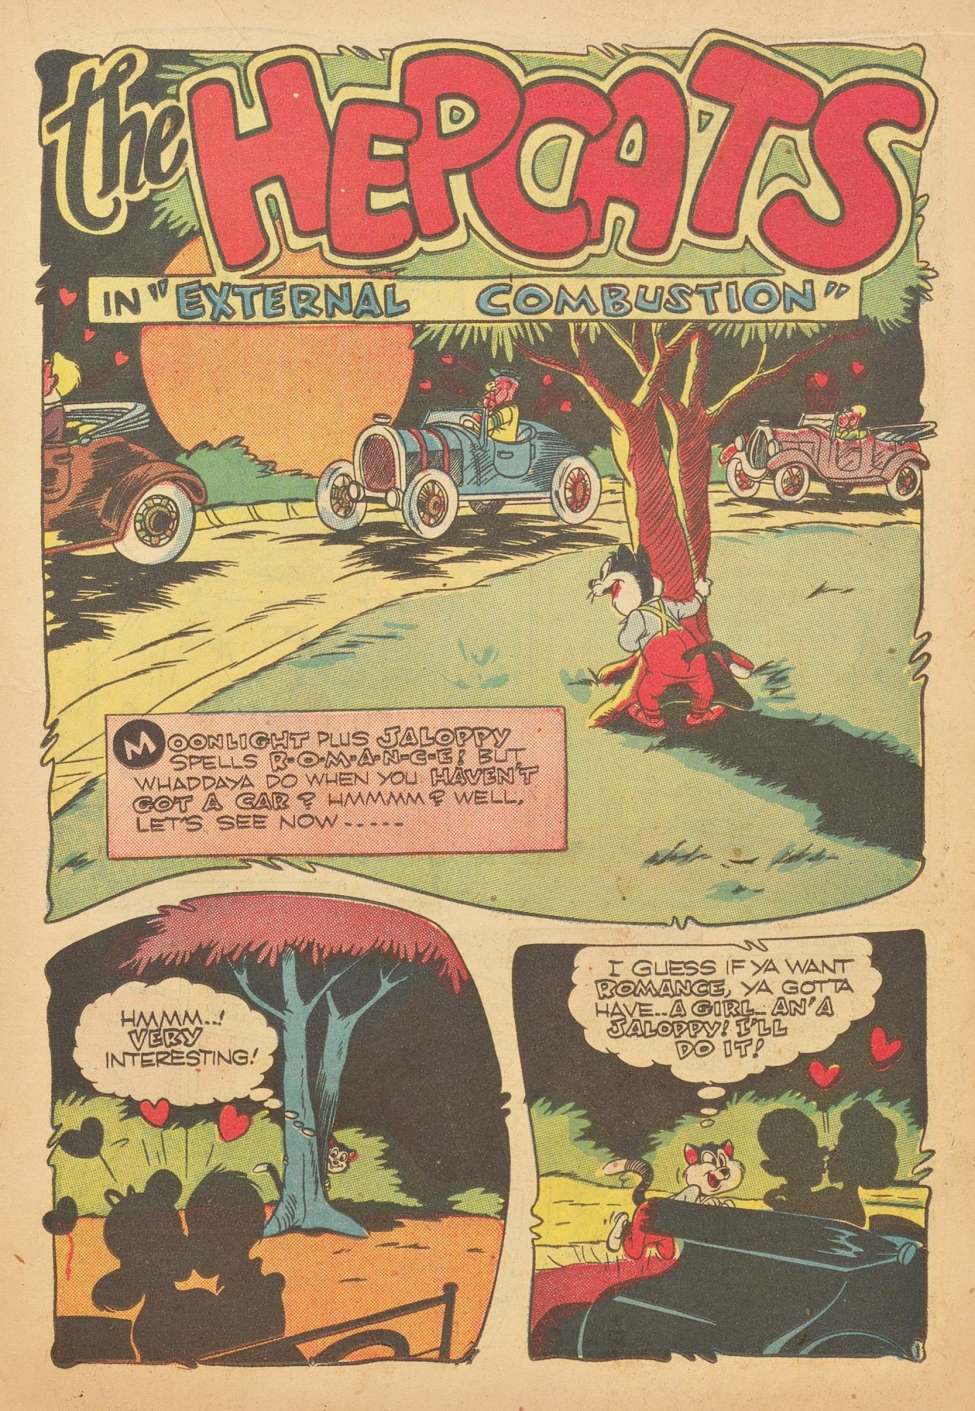 the HEPCATS
IN "EXTERNAL COMBUSTION"
MOONLIGHT PLUS JALOPPY
SPELLS R-O-M-A-N-C-E! BUT
WHADDAYA DO WHEN YOU HAVEN'T
GOT A CAR? HMMMM? WELL,
LET'S SEE NOW -----
HMMM..!
VERY
INTERESTING!
I GUESS IF YA WANT
ROMANCE, YA GOTTA
HAVE.. A GIRL.. AN' A
JALOPPY! I'LL
DO IT!
1